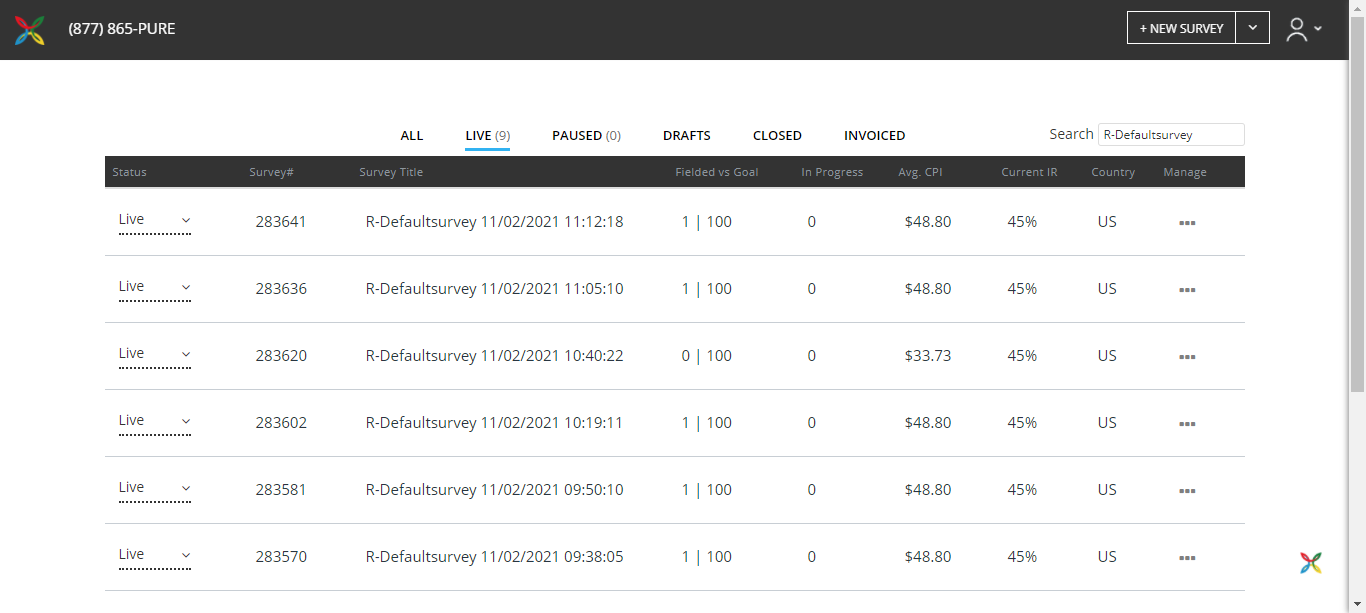 (877) 865-PURE + NEW SURVEY
ALL LIVE (9) PAUSED (0) DRAFTS CLOSED INVOICED Search R-Defaultsurvey
Status Survey# Survey Title Fielded vs Goal In Progress Avg. CPI Current IR Country Manage
Live 283641 R-Defaultsurvey 11/02/2021 11:12:18 1 | 100 0 $48.80 45% US
Live 283636 R-Defaultsurvey 11/02/2021 11:05:10 1 | 100 0 $48.80 45% US
Live 283620 R-Defaultsurvey 11/02/2021 10:40:22 0 | 100 0 $33.73 45% US
Live 283602 R-Defaultsurvey 11/02/2021 10:19:11 1 | 100 0 $48.80 45% US
Live 283581 R-Defaultsurvey 11/02/2021 09:50:10 1 | 100 0 $48.80 45% US
Live 283570 R-Defaultsurvey 11/02/2021 09:38:05 1 | 100 0 $48.80 45% US